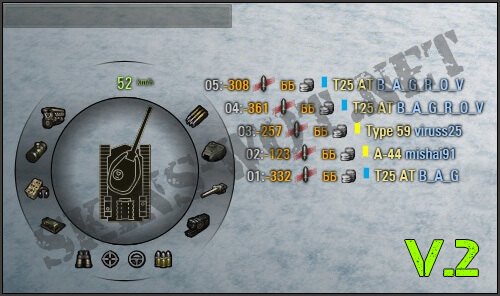 52 km/h
05:-308 ББ T25 AT B_A_G_R_O_V
04:-361 ББ T25 AT B_A_G_R_O_V
03:-257 ББ Type 59 viruss25
02:-123 ББ A-44 mishai91
01:-332 ББ T25 AT B_A_G
V.2